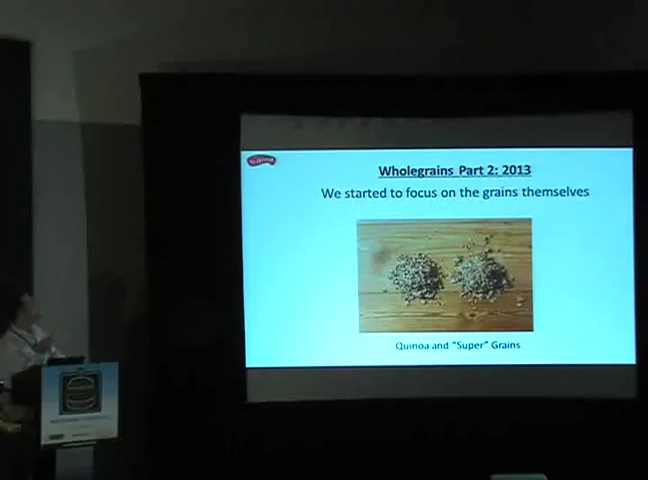 Wholegrains Part 2: 2013
We started to focus on the grains themselves
Quinoa and "Super" Grains